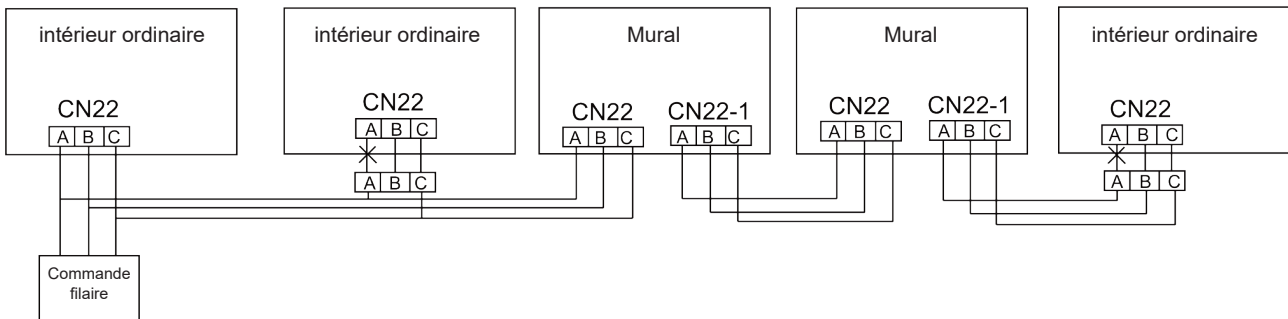 intérieur ordinaire
CN22
A B C
intérieur ordinaire
CN22
A B C
A B C
Mural
CN22 CN22-1
A B C A B C
Mural
CN22 CN22-1
A B C A B C
intérieur ordinaire
CN22
A B C
A B C
Commande
filaire